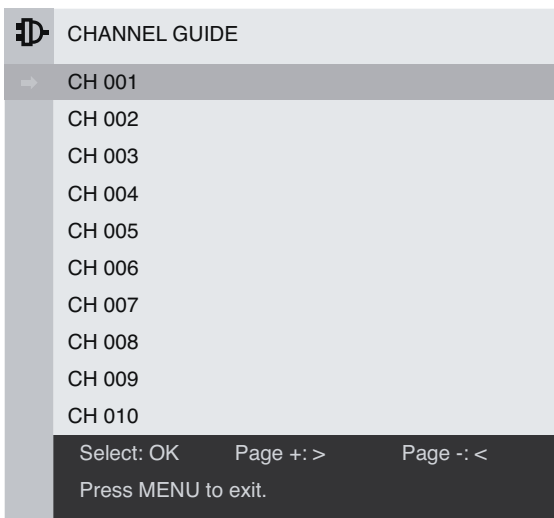 CHANNEL GUIDE
CH 001
CH 002
CH 003
CH 004
CH 005
CH 006
CH 007
CH 008
CH 009
CH 010
Select: OK Page +: > Page -: <
Press MENU to exit.